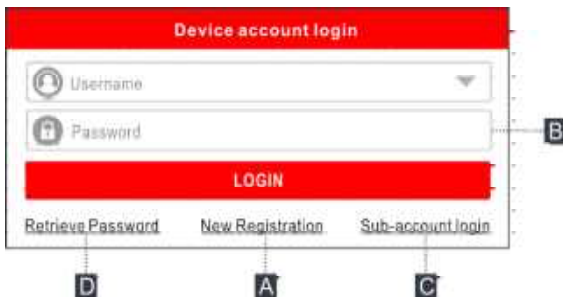 Device account login
Username
Password
B
LOGIN
Retrieve Password New Registration Sub-account login
D A C